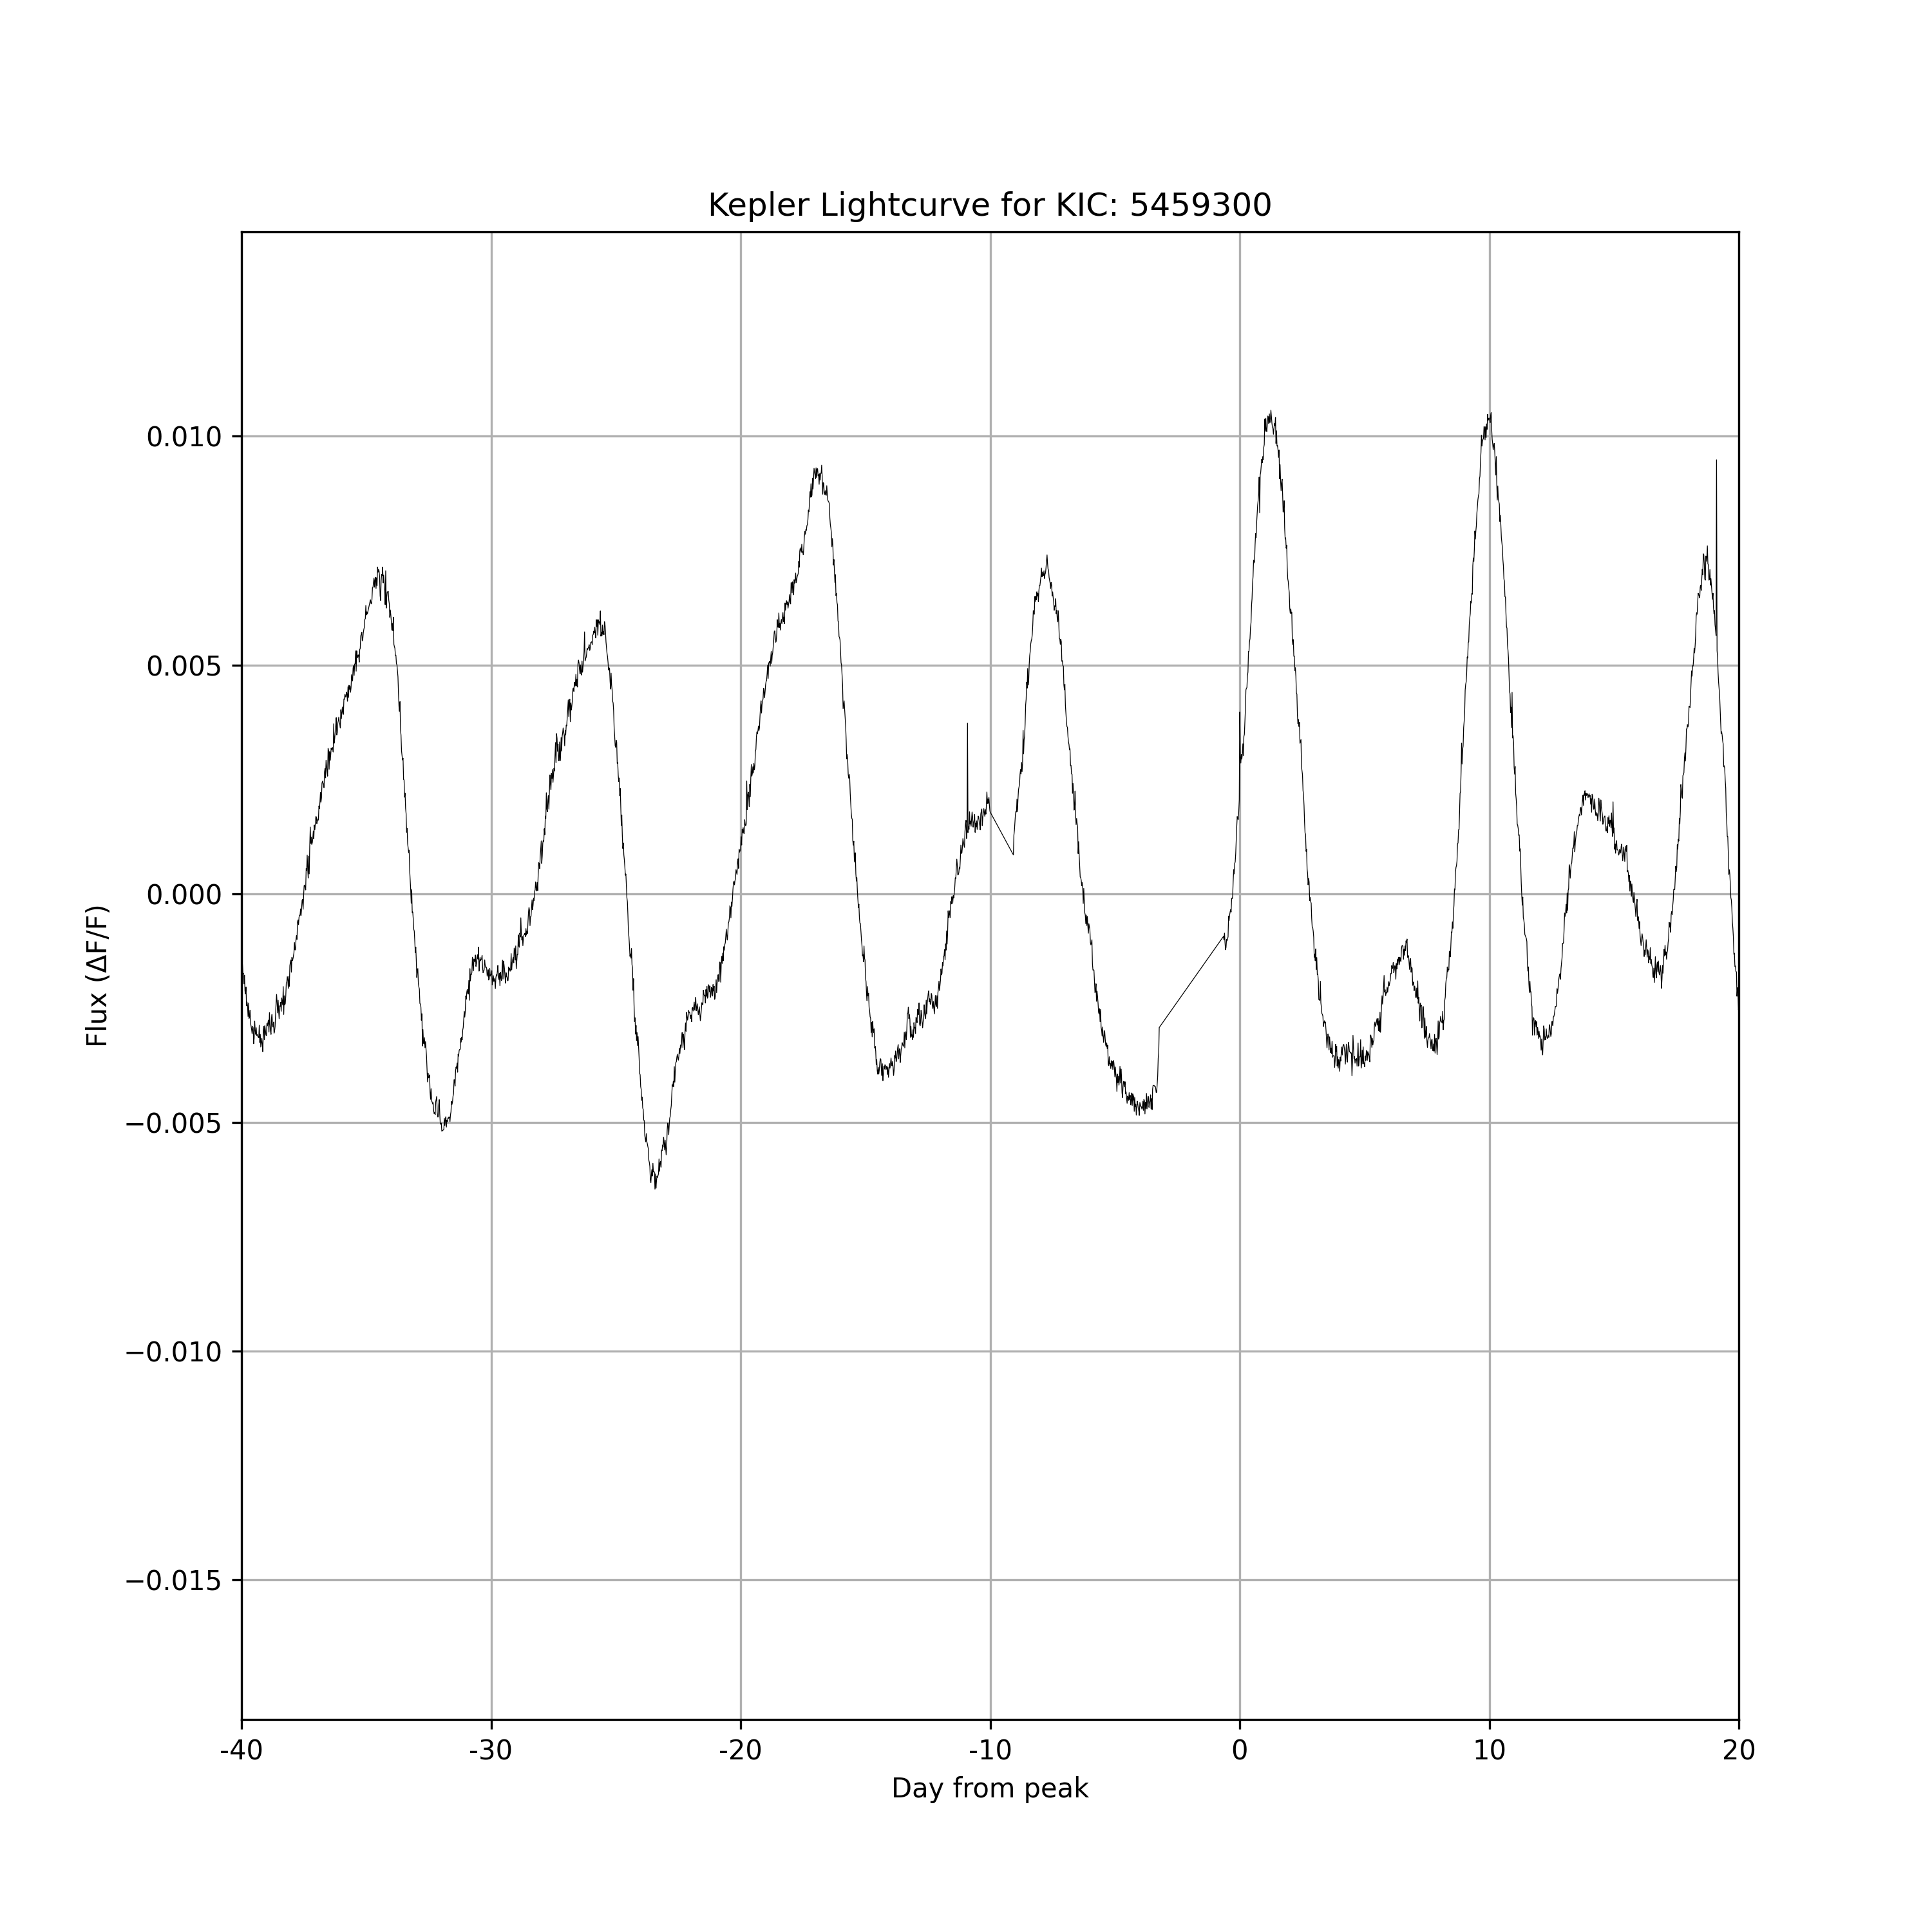 Kepler Lightcurve for KIC: 5459300
Flux (ΔF/F)
0.010
0.005
0.000
−0.005
−0.010
−0.015
-40 -30 -20 -10 0 10 20
Day from peak